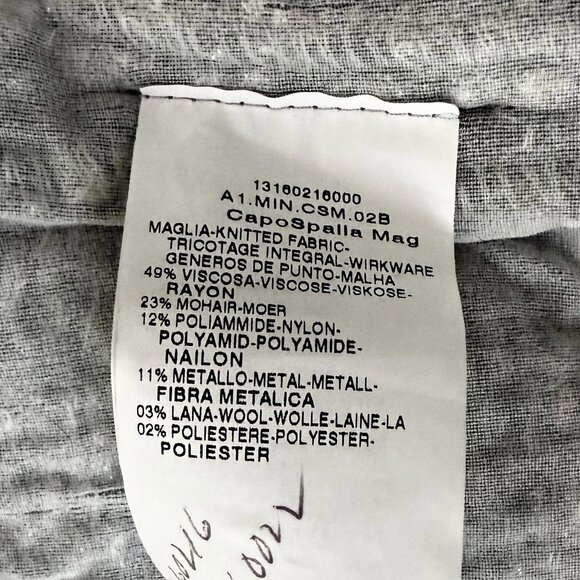 13160216000
A1.MIN.CSM.02B
CapoSpalla Mag
MAGLIA-KNITTED FABRIC-
TRICOTAGE INTEGRAL-WIRKWARE
GENEROS DE PUNTO-MALHA
49% VISCOSA-VISCOSE-VISKOSE-
RAYON
23% MOHAIR-MOER
12% POLIAMMIDE-NYLON-
POLYAMID-POLYAMIDE-
NAILON
11% METALLO-METAL-METALL-
FIBRA METALICA
03% LANA-WOOL-WOLLE-LAINE-LA
02% POLIESTERE-POLYESTER-
POLIESTER